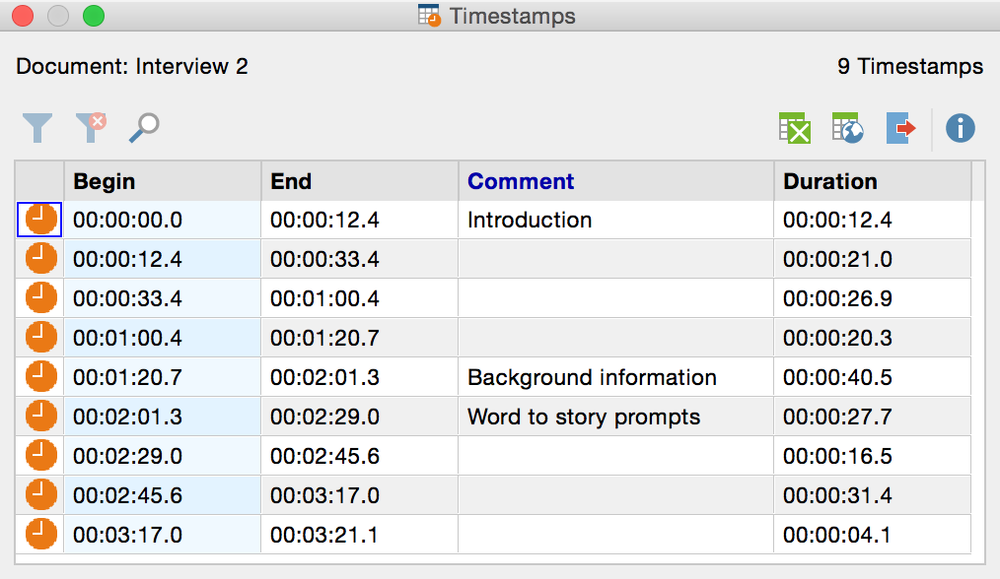 Timestamps
Document: Interview 2 9 Timestamps
Begin End Comment Duration
00:00:00.0 00:00:12.4 Introduction 00:00:12.4
00:00:12.4 00:00:33.4 00:00:21.0
00:00:33.4 00:01:00.4 00:00:26.9
00:01:00.4 00:01:20.7 00:00:20.3
00:01:20.7 00:02:01.3 Background information 00:00:40.5
00:02:01.3 00:02:29.0 Word to story prompts 00:00:27.7
00:02:29.0 00:02:45.6 00:00:16.5
00:02:45.6 00:03:17.0 00:00:31.4
00:03:17.0 00:03:21.1 00:00:04.1